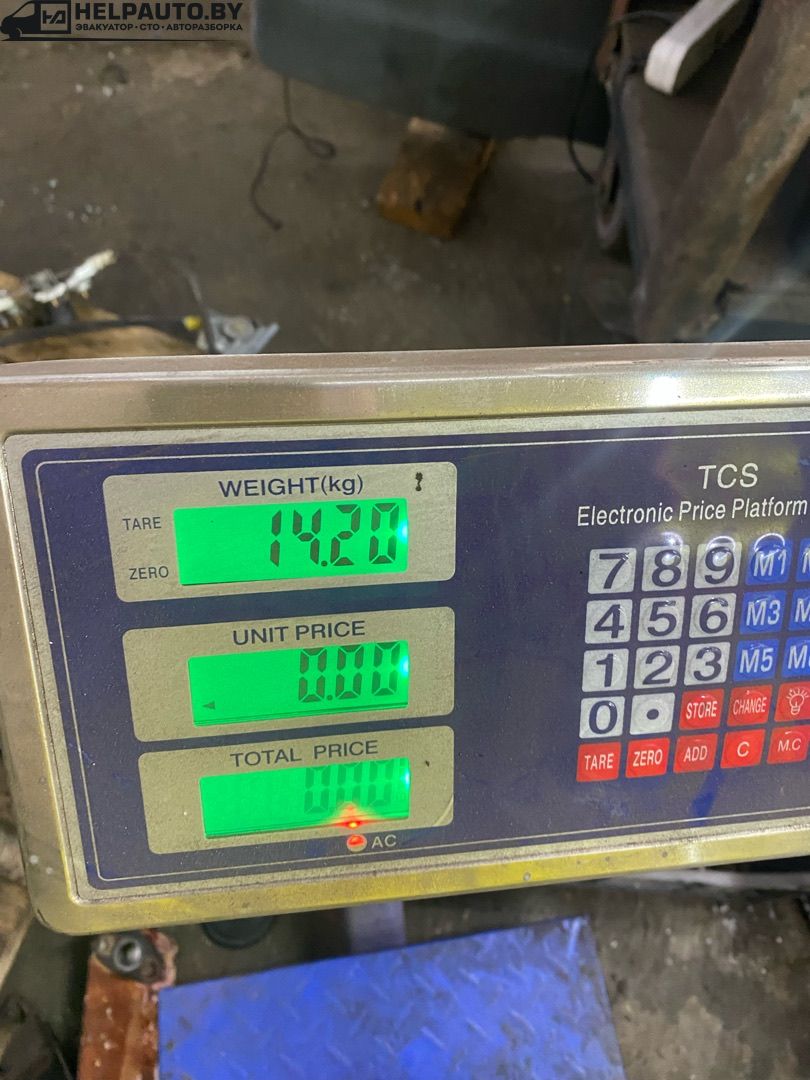 HELPAUTO.BY
ЭВАКУАТОР · СТО · АВТОРАЗБОРКА
WEIGHT(kg)
TARE
14.20
ZERO
UNIT PRICE
0.00
TOTAL PRICE
0.00
AC
TCS
Electronic Price Platform
7 8 9 M1
4 5 6 M3
1 2 3 M5
0 . STORE CHANGE
TARE ZERO ADD C M.C